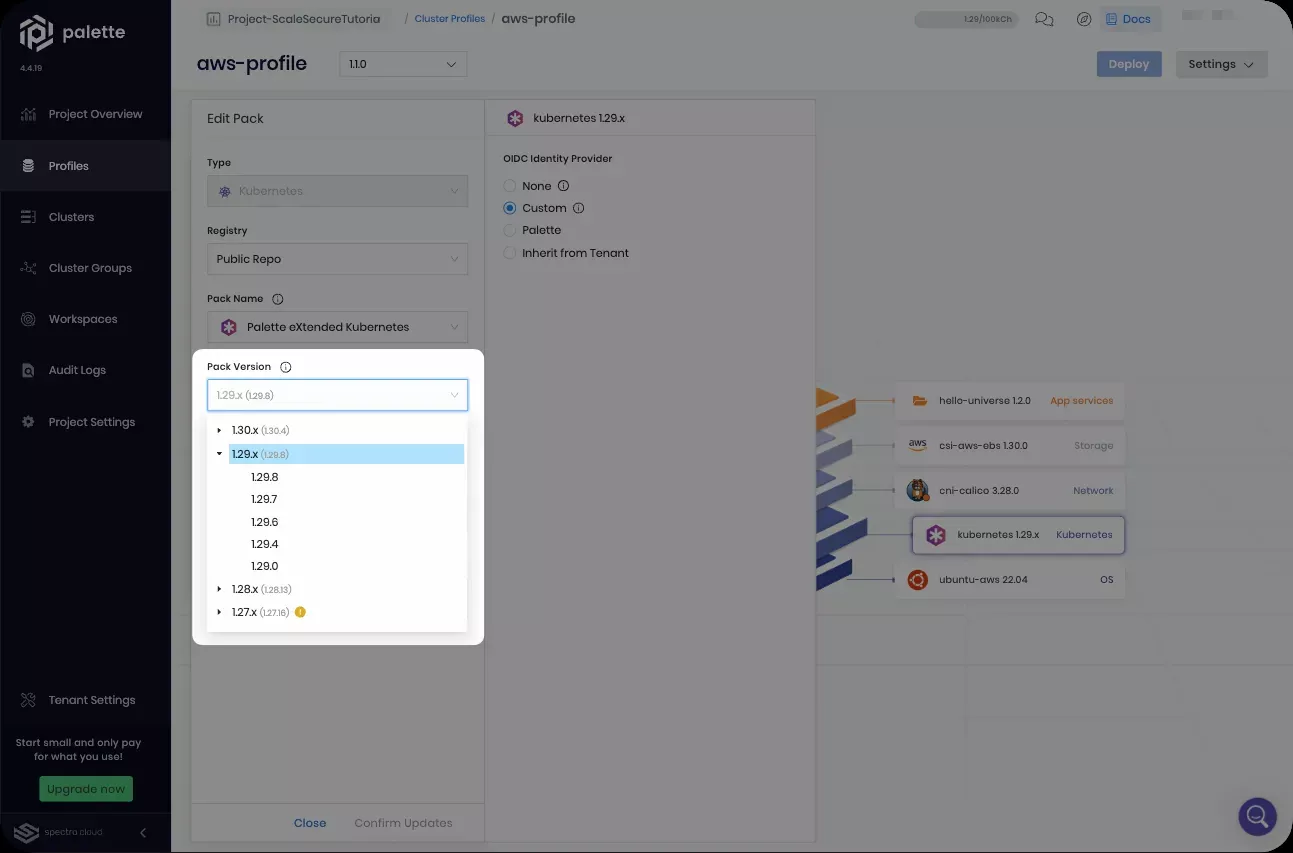 palette
4.4.19
Project Overview
Profiles
Clusters
Cluster Groups
Workspaces
Audit Logs
Project Settings
Tenant Settings
Start small and only pay
for what you use!
Upgrade now
spectro cloud
Project-ScaleSecureTutoria / Cluster Profiles / aws-profile
1.29/100kCh
Docs
aws-profile
1.1.0
Deploy
Settings
Edit Pack
Type
Kubernetes
Registry
Public Repo
Pack Name
Palette eXtended Kubernetes
Pack Version
1.29.x (1.29.8)
1.30.x (1.30.4)
1.29.x (1.29.8)
1.29.8
1.29.7
1.29.6
1.29.4
1.29.0
1.28.x (1.28.13)
1.27.x (1.27.16)
Close
Confirm Updates
kubernetes 1.29.x
OIDC Identity Provider
None
Custom
Palette
Inherit from Tenant
hello-universe 1.2.0 App services
aws csi-aws-ebs 1.30.0 Storage
cni-calico 3.28.0 Network
kubernetes 1.29.x Kubernetes
ubuntu-aws 22.04 OS